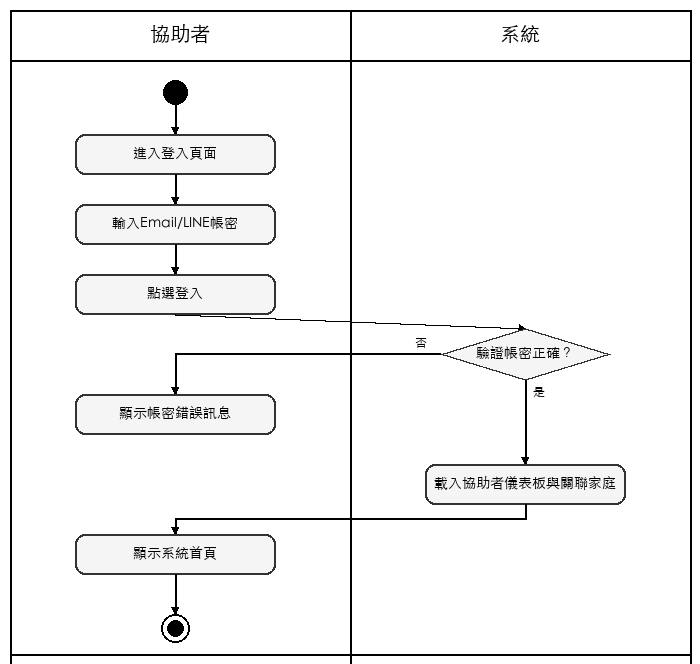 協助者
系統
進入登入頁面
輸入Email/LINE帳密
點選登入
否
驗證帳密正確？
是
顯示帳密錯誤訊息
載入協助者儀表板與關聯家庭
顯示系統首頁